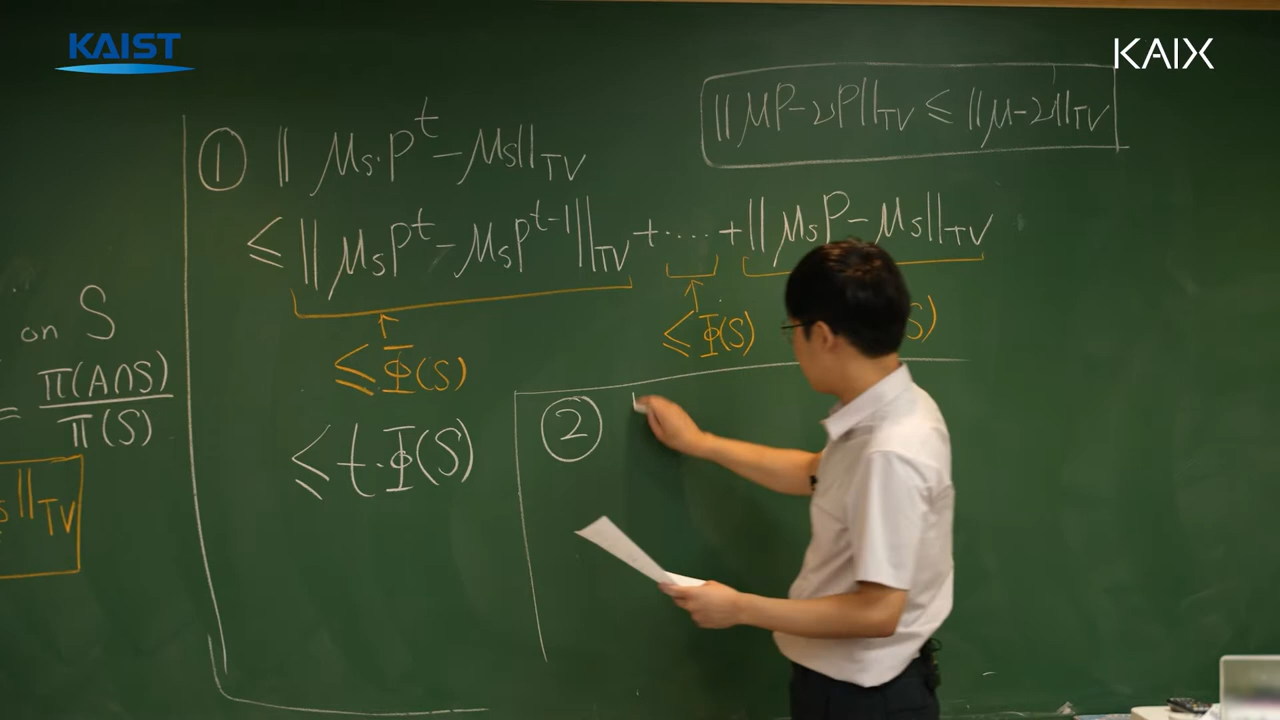 KAIST
KAIX
‖μP-νP‖_TV ≤ ‖μ-ν‖_TV
① ‖μ_S·P^t - μ_S‖_TV
≤ ‖μ_S P^t - μ_S P^{t-1}‖_TV + ‥‥ + ‖μ_S P - μ_S‖_TV
≤ Φ(S) ≤ Φ(S) S)
≤ t·Φ(S)
on S
= π(A∩S)/π(S)
s‖_TV
②